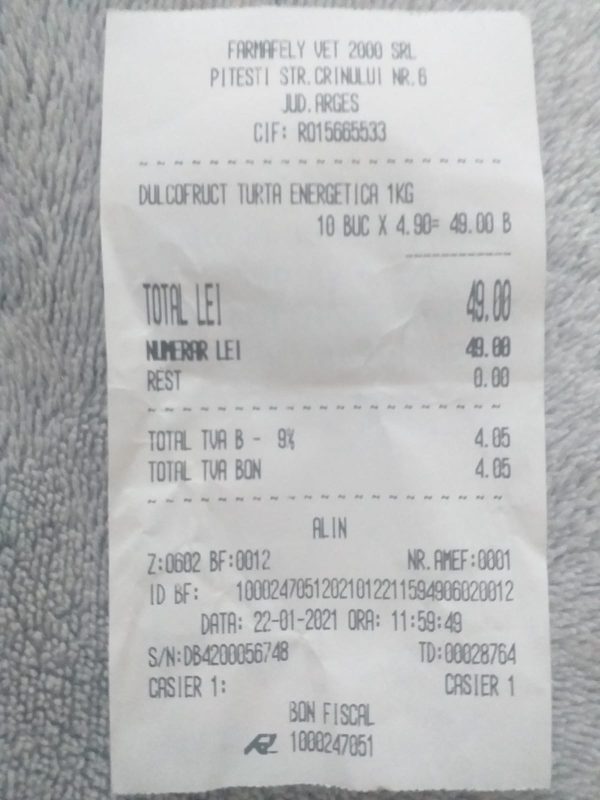 FARMAFELY VET 2000 SRL
PITESTI STR.CRINULUI NR.6
JUD.ARGES
CIF: RO15665533
DULCOFRUCT TURTA ENERGETICA 1KG
10 BUC X 4.90= 49.00 B
TOTAL LEI 49.00
NUMERAR LEI 49.00
REST 0.00
TOTAL TVA B - 9% 4.05
TOTAL TVA BON 4.05
ALIN
Z:0602 BF:0012 NR.AMEF:0001
ID BF: 10002470512021012211594906020012
DATA: 22-01-2021 ORA: 11:59:49
S/N:DB4200056748 TD:00028764
CASIER 1: CASIER 1
BON FISCAL
1000247051